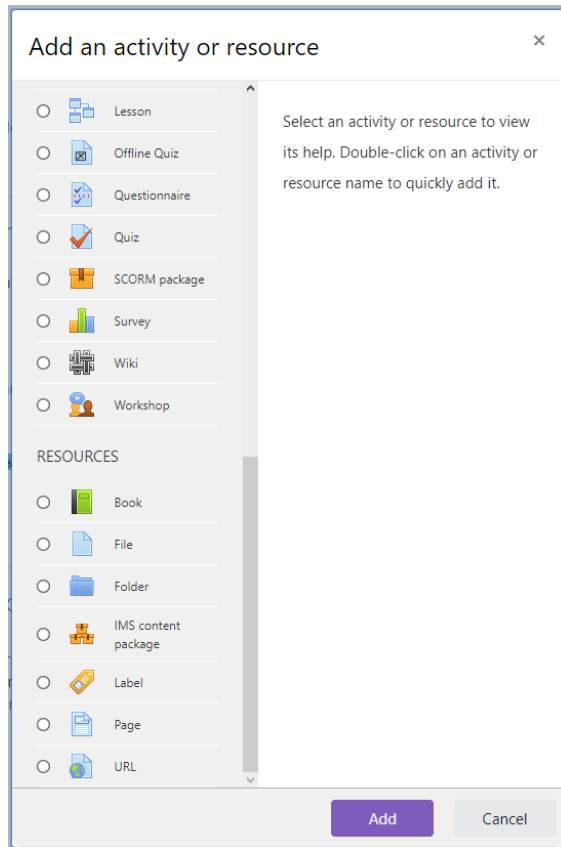 Add an activity or resource
×
Lesson
Offline Quiz
Questionnaire
Quiz
SCORM package
Survey
Wiki
Workshop
RESOURCES
Book
File
Folder
IMS content
package
Label
Page
URL
Select an activity or resource to view
its help. Double-click on an activity or
resource name to quickly add it.
Add
Cancel